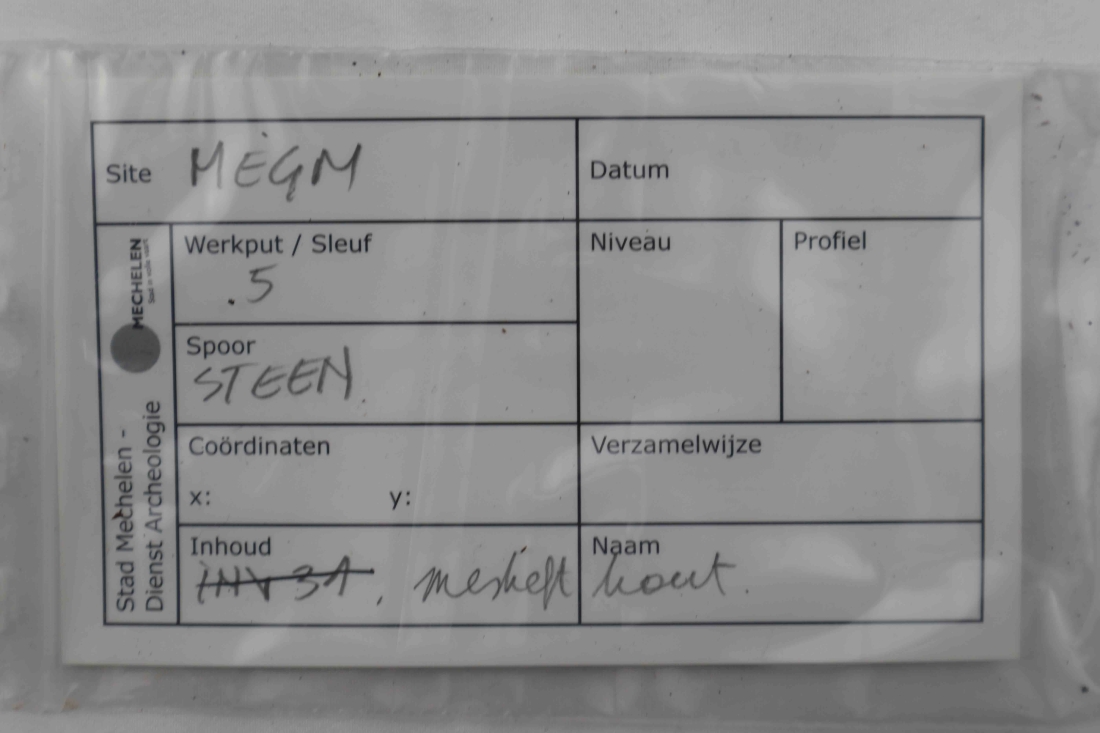 Site MEGM
Datum
MECHELEN
Stad Mechelen -
Dienst Archeologie
Werkput / Sleuf
.5
Niveau
Profiel
Spoor
STEEN
Coördinaten
x: y:
Verzamelwijze
Inhoud
INV 31, mesheft
Naam
hout.